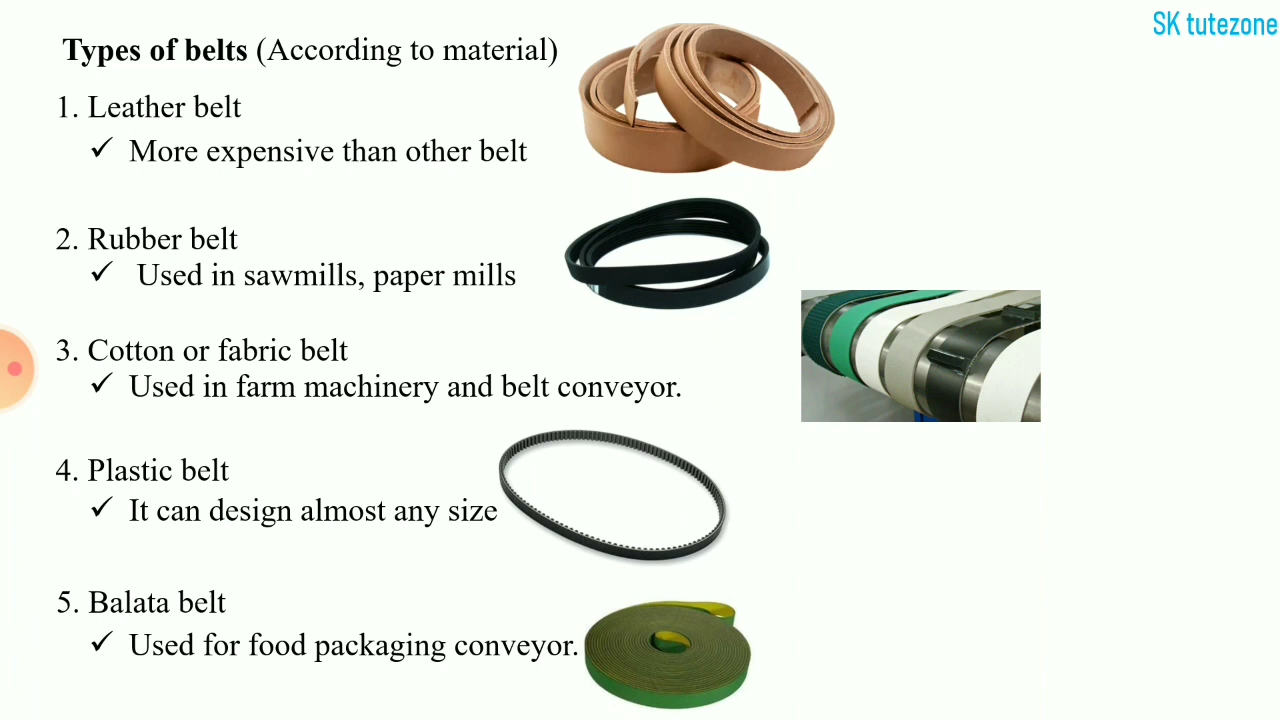 SK tutezone
Types of belts (According to material)
1. Leather belt
✓ More expensive than other belt
2. Rubber belt
✓ Used in sawmills, paper mills
3. Cotton or fabric belt
✓ Used in farm machinery and belt conveyor.
4. Plastic belt
✓ It can design almost any size
5. Balata belt
✓ Used for food packaging conveyor.